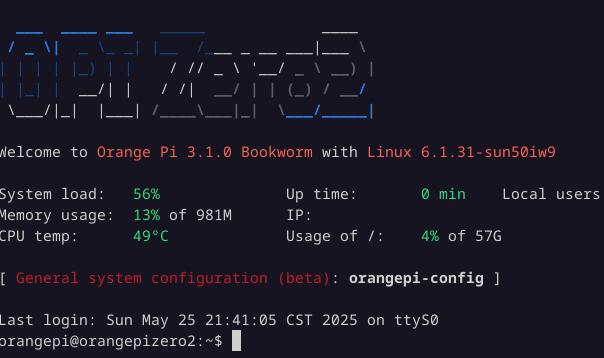 OPI Zero2
Welcome to Orange Pi 3.1.0 Bookworm with Linux 6.1.31-sun50iw9
System load: 56% Up time: 0 min Local users
Memory usage: 13% of 981M IP:
CPU temp: 49°C Usage of /: 4% of 57G
[ General system configuration (beta): orangepi-config ]
Last login: Sun May 25 21:41:05 CST 2025 on ttyS0
orangepi@orangepizero2:~$